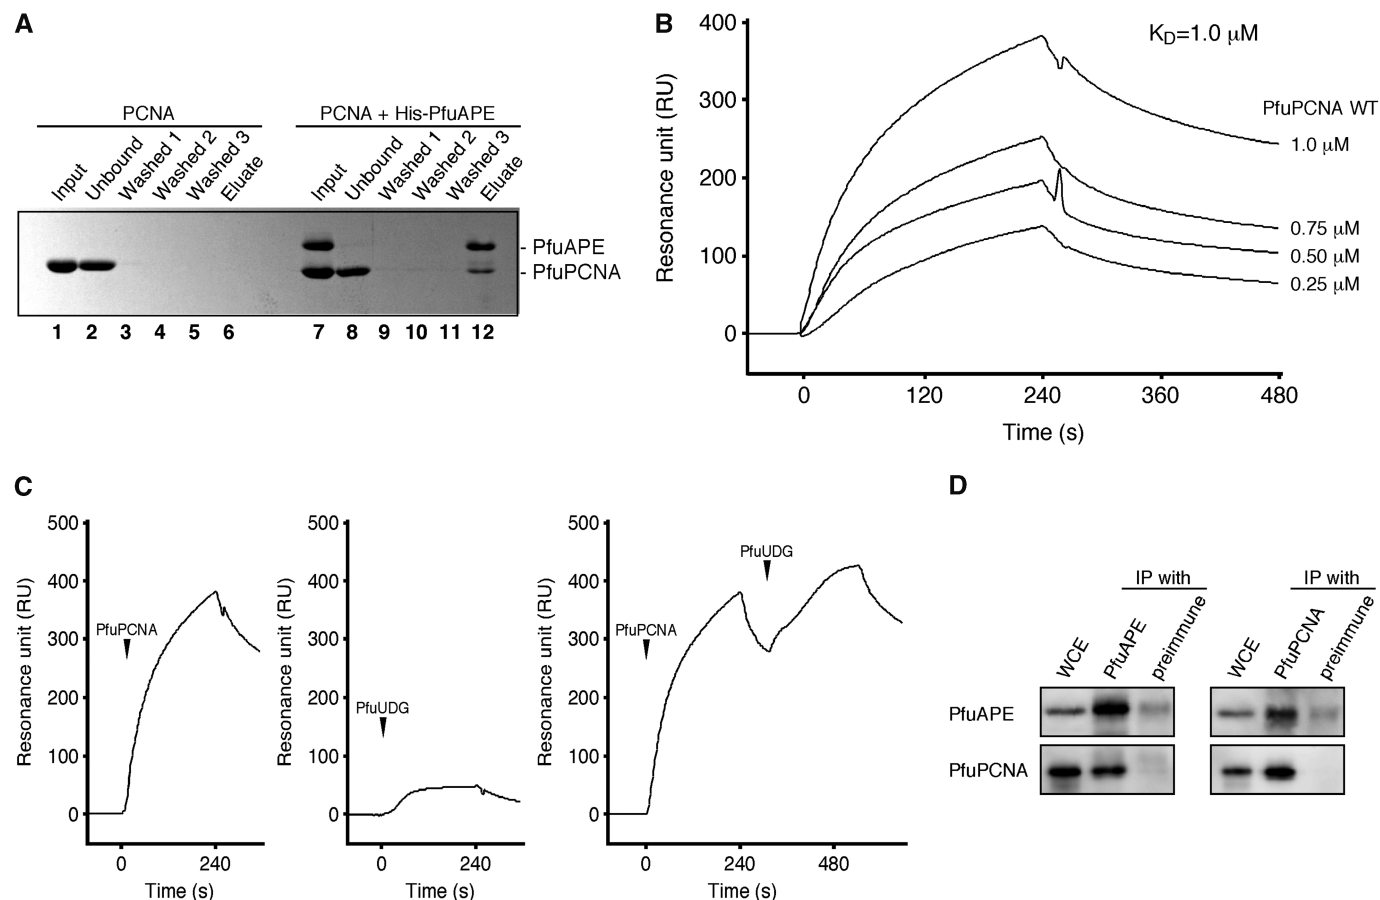 A
PCNA
PCNA + His-PfuAPE
Input
Unbound
Washed 1
Washed 2
Washed 3
Eluate
Input
Unbound
Washed 1
Washed 2
Washed 3
Eluate
- PfuAPE
- PfuPCNA
1 2 3 4 5 6 7 8 9 10 11 12
B
KD=1.0 µM
Resonance unit (RU)
400
300
200
100
0
PfuPCNA WT
1.0 µM
0.75 µM
0.50 µM
0.25 µM
0 120 240 360 480
Time (s)
C
Resonance unit (RU)
500
400
300
200
100
0
PfuPCNA
0 240
Time (s)
Resonance unit (RU)
500
400
300
200
100
0
PfuUDG
0 240
Time (s)
Resonance unit (RU)
500
400
300
200
100
0
PfuPCNA
PfuUDG
0 240 480
Time (s)
D
IP with
WCE
PfuAPE
preimmune
IP with
WCE
PfuPCNA
preimmune
PfuAPE
PfuPCNA